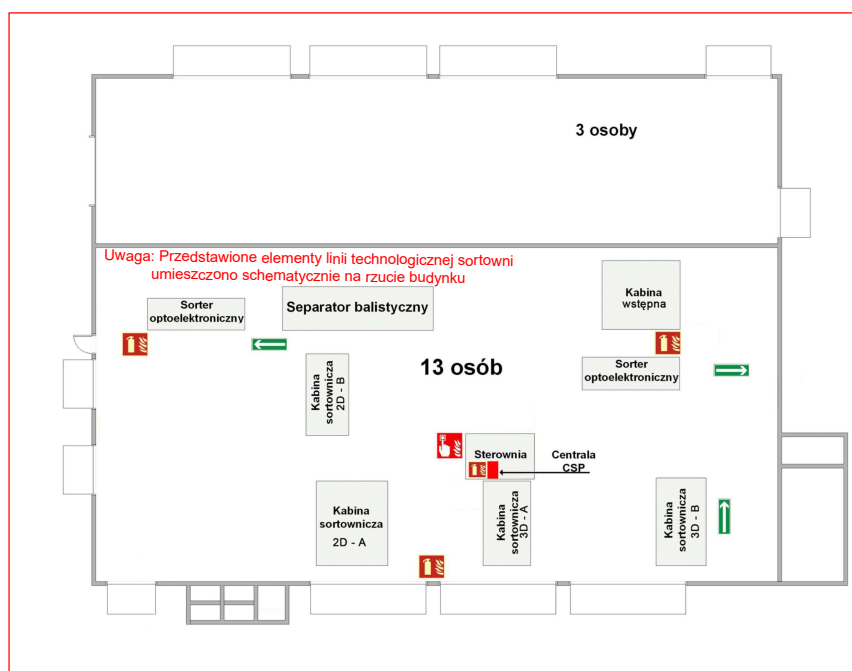 3 osoby
Uwaga: Przedstawione elementy linii technologicznej sortowni
umieszczono schematycznie na rzucie budynku
Sorter
optoelektroniczny
Separator balistyczny
Kabina
wstępna
13 osób
Sorter
optoelektroniczny
Kabina
sortownicza
2D - B
Sterownia
Centrala
CSP
Kabina
sortownicza
2D - A
Kabina
sortownicza
3D - A
Kabina
sortownicza
3D - B